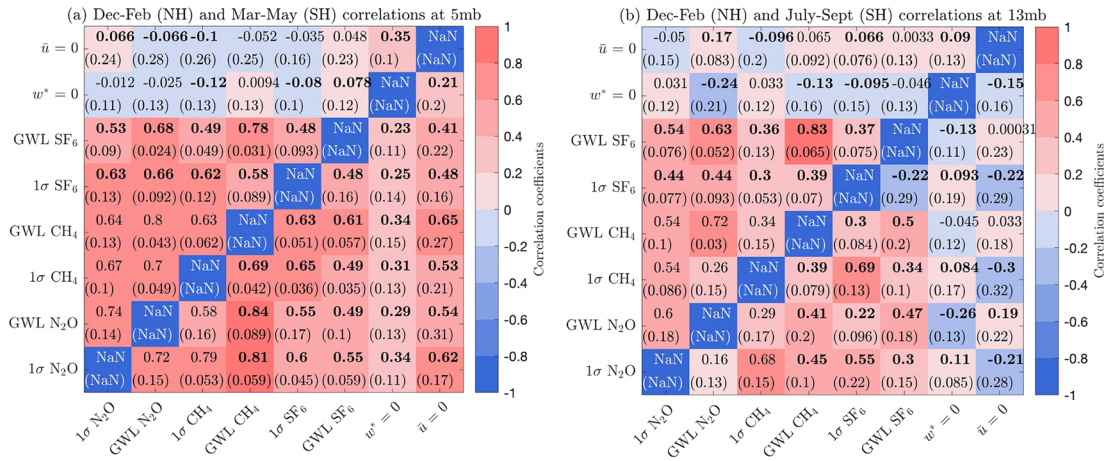 (a) Dec-Feb (NH) and Mar-May (SH) correlations at 5mb
ū = 0 0.066 -0.066 -0.1 -0.052 -0.035 0.048 0.35 NaN
(0.24) (0.28) (0.26) (0.25) (0.16) (0.23) (0.1) (NaN)
w* = 0 -0.012 -0.025 -0.12 0.0094 -0.08 0.078 NaN 0.21
(0.11) (0.13) (0.13) (0.13) (0.1) (0.12) (NaN) (0.2)
GWL SF₆ 0.53 0.68 0.49 0.78 0.48 NaN 0.23 0.41
(0.09) (0.024) (0.049) (0.031) (0.093) (NaN) (0.11) (0.22)
1σ SF₆ 0.63 0.66 0.62 0.58 NaN 0.48 0.25 0.48
(0.13) (0.092) (0.12) (0.089) (NaN) (0.16) (0.14) (0.16)
GWL CH₄ 0.64 0.8 0.63 NaN 0.63 0.61 0.34 0.65
(0.13) (0.043) (0.062) (NaN) (0.051) (0.057) (0.15) (0.27)
1σ CH₄ 0.67 0.7 NaN 0.69 0.65 0.49 0.31 0.53
(0.1) (0.049) (NaN) (0.042) (0.036) (0.035) (0.13) (0.21)
GWL N₂O 0.74 NaN 0.58 0.84 0.55 0.49 0.29 0.54
(0.14) (NaN) (0.16) (0.089) (0.17) (0.1) (0.13) (0.31)
1σ N₂O NaN 0.72 0.79 0.81 0.6 0.55 0.34 0.62
(NaN) (0.15) (0.053) (0.059) (0.045) (0.059) (0.11) (0.17)
1σ N₂O GWL N₂O 1σ CH₄ GWL CH₄ 1σ SF₆ GWL SF₆ w* = 0 ū = 0
1
0.8
0.6
0.4
0.2
0
-0.2
-0.4
-0.6
-0.8
-1
Correlation coefficients
(b) Dec-Feb (NH) and July-Sept (SH) correlations at 13mb
ū = 0 -0.05 0.17 -0.096 0.065 0.066 0.0033 0.09 NaN
(0.15) (0.083) (0.2) (0.092) (0.076) (0.13) (0.13) (NaN)
w* = 0 0.031 -0.24 0.033 -0.13 -0.095 -0.046 NaN -0.15
(0.12) (0.21) (0.12) (0.16) (0.15) (0.13) (NaN) (0.16)
GWL SF₆ 0.54 0.63 0.36 0.83 0.37 NaN -0.13 0.00031
(0.076) (0.052) (0.13) (0.065) (0.075) (NaN) (0.11) (0.23)
1σ SF₆ 0.44 0.44 0.3 0.39 NaN -0.22 0.093 -0.22
(0.077) (0.093) (0.053) (0.07) (NaN) (0.29) (0.19) (0.29)
GWL CH₄ 0.54 0.72 0.34 NaN 0.3 0.5 -0.045 0.033
(0.1) (0.03) (0.15) (NaN) (0.084) (0.2) (0.12) (0.18)
1σ CH₄ 0.54 0.26 NaN 0.39 0.69 0.34 0.084 -0.3
(0.086) (0.15) (NaN) (0.079) (0.13) (0.1) (0.17) (0.32)
GWL N₂O 0.6 NaN 0.29 0.41 0.22 0.47 -0.26 0.19
(0.18) (NaN) (0.17) (0.2) (0.096) (0.18) (0.13) (0.22)
1σ N₂O NaN 0.16 0.68 0.45 0.55 0.3 0.11 -0.21
(NaN) (0.13) (0.15) (0.1) (0.22) (0.15) (0.085) (0.28)
1σ N₂O GWL N₂O 1σ CH₄ GWL CH₄ 1σ SF₆ GWL SF₆ w* = 0 ū = 0
1
0.8
0.6
0.4
0.2
0
-0.2
-0.4
-0.6
-0.8
-1
Correlation coefficients